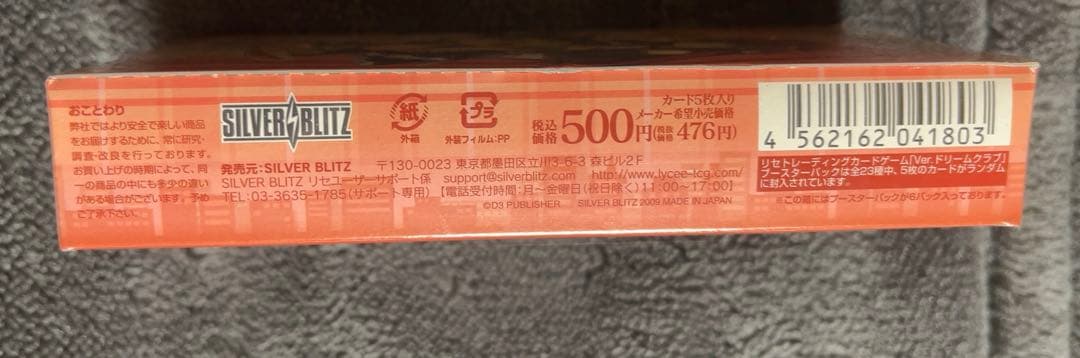 おことわり
弊社ではより安全で楽しい商品
をお届けするために、常に研究・
調査・改良を行っております。
お買い上げの時期によって、同
一の商品の中にも多少の違い
がある場合がございます。予め
ご了承下さい。
SILVER BLITZ
紙
外箱
プラ
外装フィルム:PP
税込
価格
500円
(税抜
価格 476円)
カード5枚入り
メーカー希望小売価格
発売元:SILVER BLITZ
〒130-0023 東京都墨田区立川3-6-3 森ビル2F
SILVER BLITZ リセユーザーサポート係
support@silverblitz.com
http://www.lycee-tcg.com/
TEL:03-3635-1785(サポート専用)【電話受付時間:月〜金曜日(祝日除く)11:00〜17:00】
©D3 PUBLISHER SILVER BLITZ 2009 MADE IN JAPAN
4 562162 041803
リセトレーディングカードゲーム「Ver.ドリームクラブ」
ブースターパックは全23種中、5枚のカードがランダム
に封入されています。
※この箱にはブースターパックが6パック入っております。